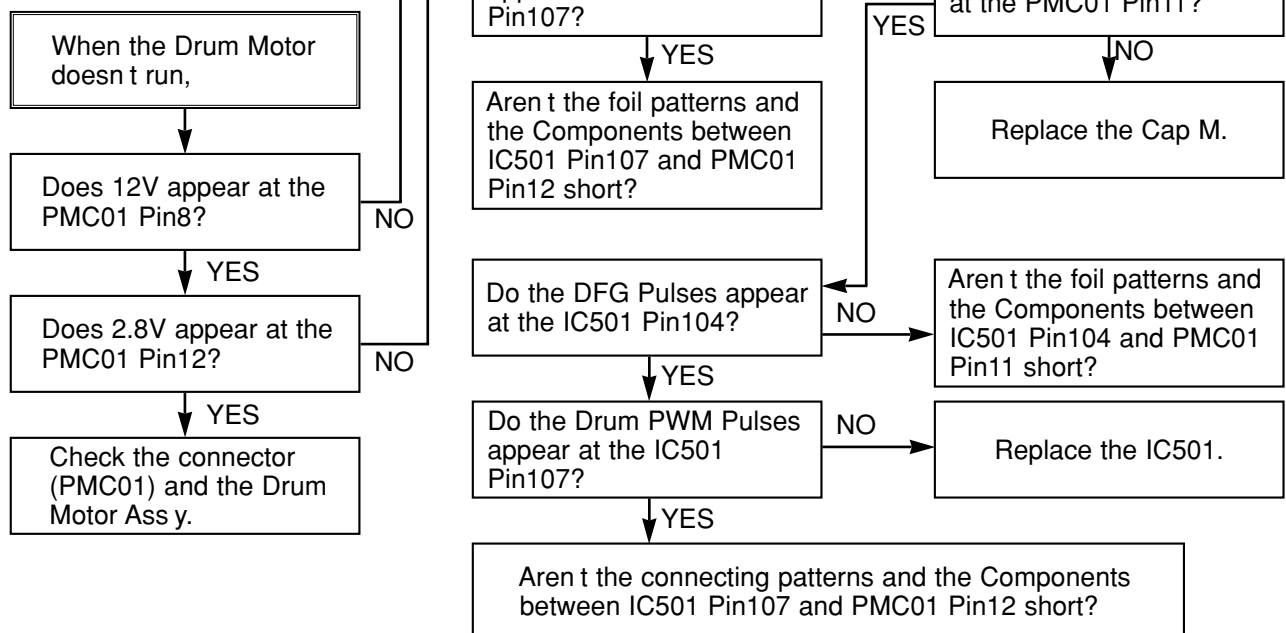 When the Drum Motor
doesn t run,
Does 12V appear at the
PMC01 Pin8?
NO
YES
Does 2.8V appear at the
PMC01 Pin12?
NO
YES
Check the connector
(PMC01) and the Drum
Motor Ass y.
Pin107?
YES
Aren t the foil patterns and
the Components between
IC501 Pin107 and PMC01
Pin12 short?
at the PMC01 Pin11?
YES
NO
Replace the Cap M.
Do the DFG Pulses appear
at the IC501 Pin104?
NO
Aren t the foil patterns and
the Components between
IC501 Pin104 and PMC01
Pin11 short?
YES
Do the Drum PWM Pulses
appear at the IC501
Pin107?
NO
Replace the IC501.
YES
Aren t the connecting patterns and the Components
between IC501 Pin107 and PMC01 Pin12 short?